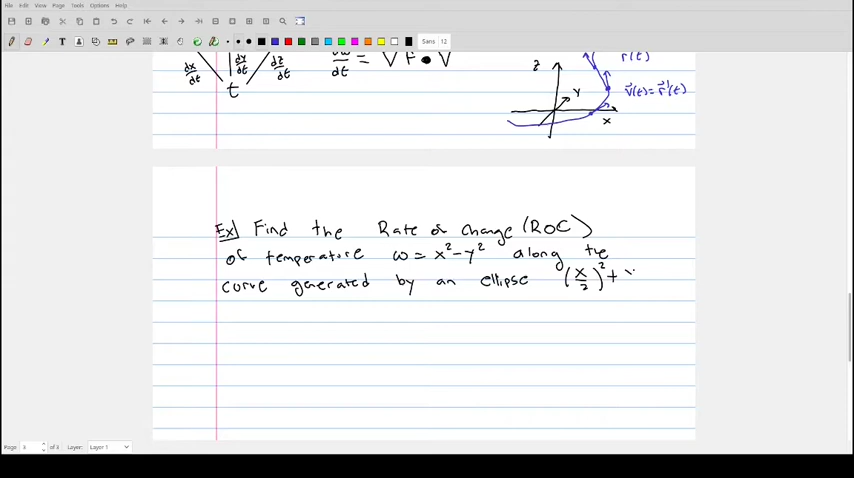 File Edit View Page Tools Options About Help
Sans 12
dx/dt dy/dt dz/dt
t
dw/dt = ∇F • V
z
y
x
r(t)
v⃗(t)=r⃗'(t)
Ex) Find the Rate of change (RoC)
of temperature ω = x² - y² along the
curve generated by an ellipse (x/2)² +
Page 3 of 3 Layer: Layer 1